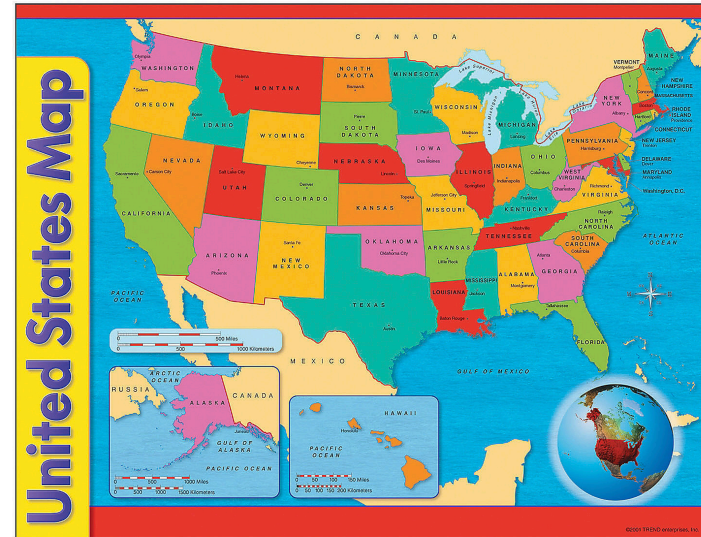 United States Map
CANADA
WASHINGTON
Olympia
OREGON
Salem
CALIFORNIA
Sacramento
NEVADA
Carson City
IDAHO
Boise
MONTANA
Helena
WYOMING
Cheyenne
UTAH
Salt Lake City
COLORADO
Denver
ARIZONA
Phoenix
NEW
MEXICO
Santa Fe
NORTH
DAKOTA
Bismarck
SOUTH
DAKOTA
Pierre
NEBRASKA
Lincoln
KANSAS
Topeka
OKLAHOMA
Oklahoma City
TEXAS
Austin
MINNESOTA
St. Paul
IOWA
Des Moines
MISSOURI
Jefferson City
ARKANSAS
Little Rock
LOUISIANA
Baton Rouge
WISCONSIN
Madison
ILLINOIS
Springfield
MICHIGAN
Lansing
Lake Superior
Lake Michigan
INDIANA
Indianapolis
OHIO
Columbus
KENTUCKY
Frankfort
TENNESSEE
Nashville
MISSISSIPPI
Jackson
ALABAMA
Montgomery
GEORGIA
Atlanta
FLORIDA
Tallahassee
SOUTH
CAROLINA
Columbia
NORTH
CAROLINA
Raleigh
VIRGINIA
Richmond
WEST
VIRGINIA
Charleston
PENNSYLVANIA
Harrisburg
NEW
YORK
Albany
VERMONT
Montpelier
MAINE
Augusta
NEW
HAMPSHIRE
Concord
MASSACHUSETTS
Boston
RHODE
ISLAND
Providence
CONNECTICUT
Hartford
NEW JERSEY
Trenton
DELAWARE
Dover
MARYLAND
Annapolis
Washington, D.C.
ATLANTIC
OCEAN
PACIFIC
OCEAN
MEXICO
GULF OF MEXICO
0 500 Miles
0 500 1000 Kilometers
ARCTIC
OCEAN
RUSSIA
ALASKA
CANADA
Juneau
GULF OF
ALASKA
PACIFIC OCEAN
0 500 1000 Miles
0 500 1000 1500 Kilometers
HAWAII
Honolulu
PACIFIC
OCEAN
0 50 100 150 Miles
0 50 100 150 200 Kilometers
©2004 TREND enterprises, Inc.